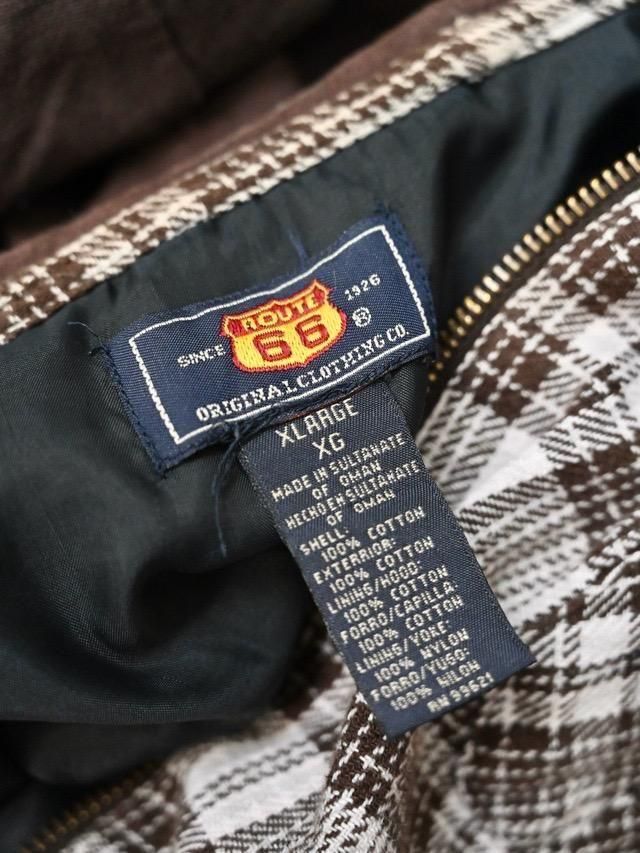 SINCE ROUTE 66 1926 ®
ORIGINAL CLOTHING CO.
XLARGE
XG
MADE IN SULTANATE
OF OMAN
HECHO EN SULTANATE
OF OMAN
SHELL:
100% COTTON
EXTERIOR:
100% COTTON
LINING/HOOD:
100% COTTON
FORRO/CAPILLA:
100% COTTON
LINING/YOKE:
100% NYLON
FORRO/YUGO:
100% NILON
RN 99621